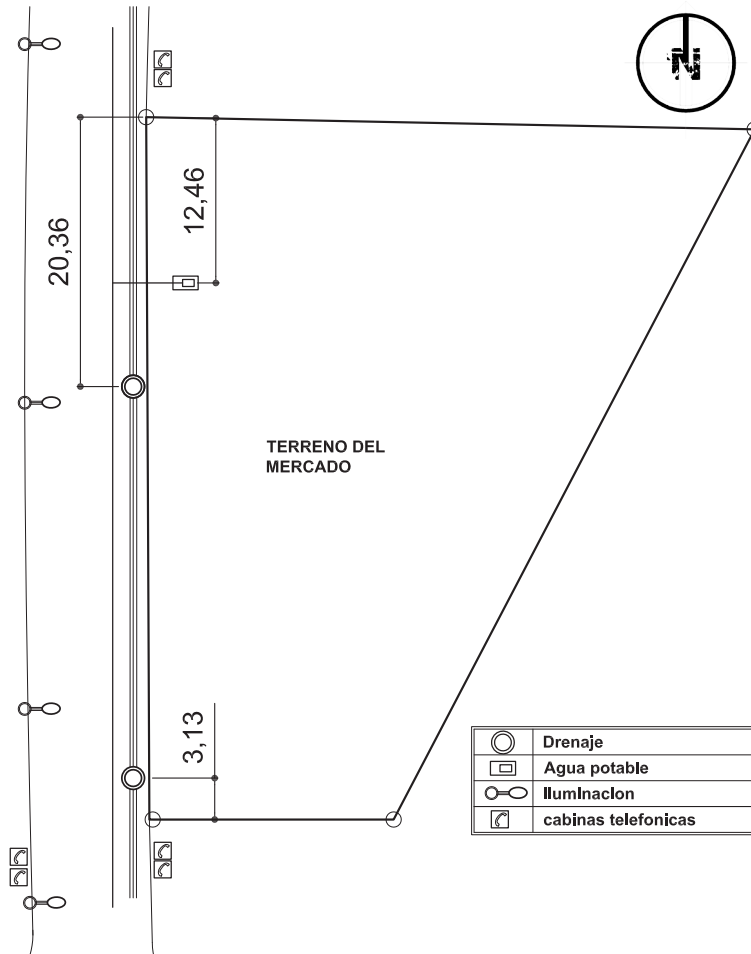 20,36
12,46
TERRENO DEL
MERCADO
3,13
Drenaje
Agua potable
Iluminacion
cabinas telefonicas